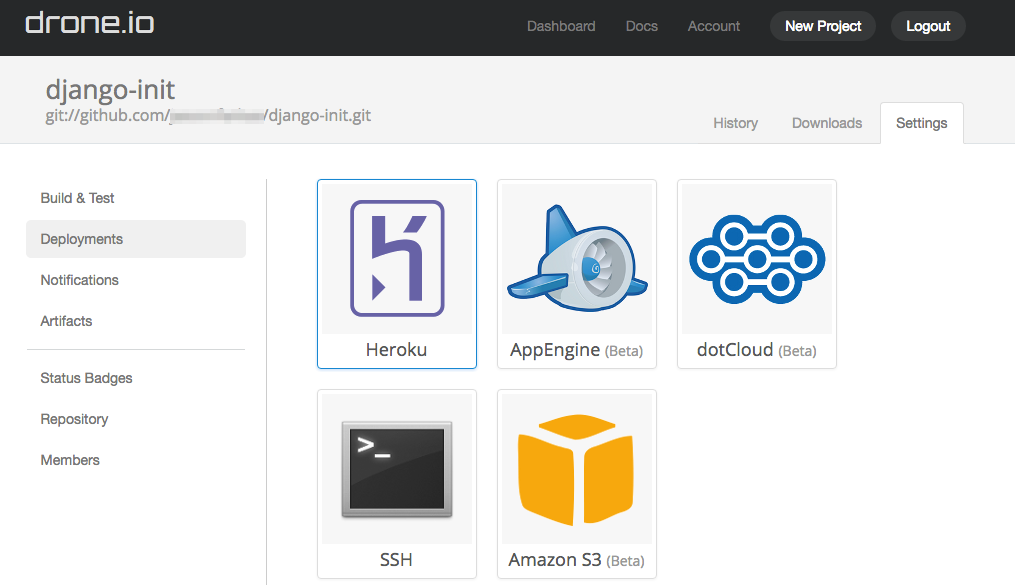 drone.io
Dashboard Docs Account New Project Logout
django-init
git://github.com/ /django-init.git
History Downloads Settings
Build & Test
Deployments
Notifications
Artifacts
Status Badges
Repository
Members
Heroku
AppEngine (Beta)
dotCloud (Beta)
>_
SSH
Amazon S3 (Beta)